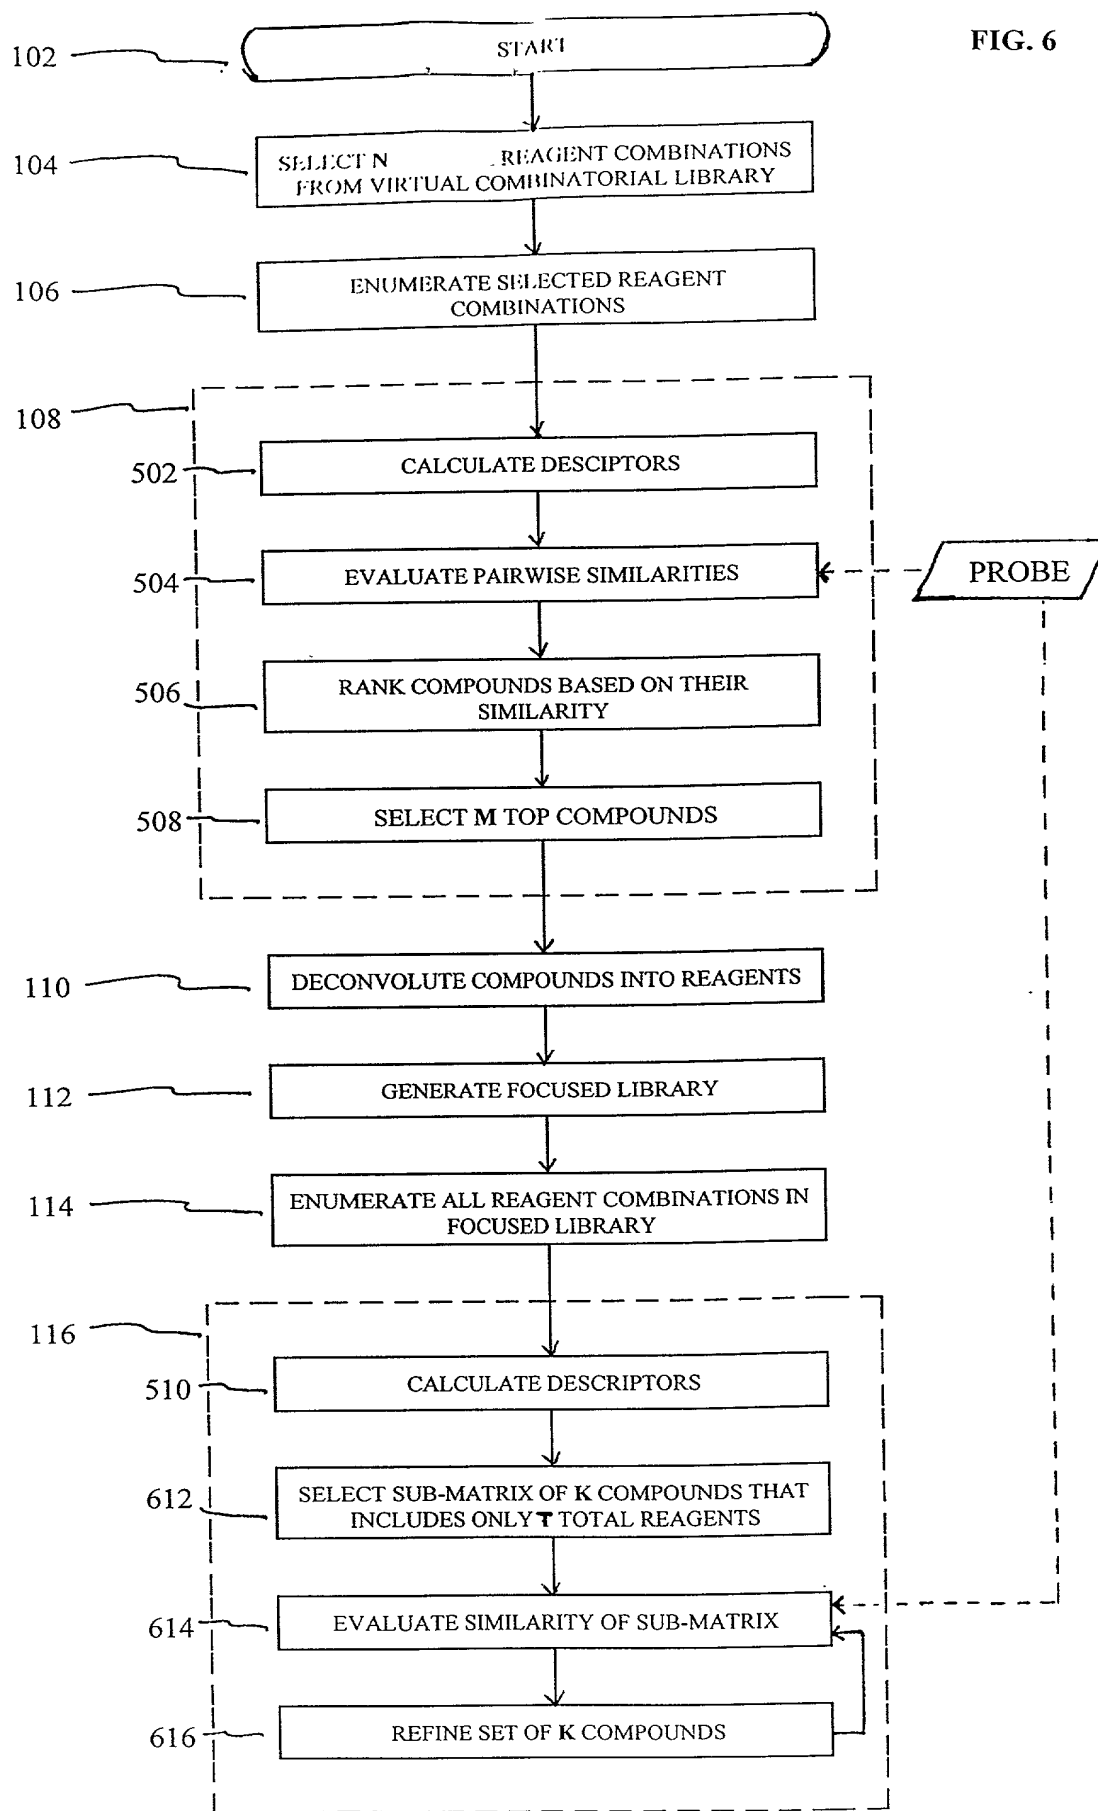 FIG. 6
102
START
104
SELECT N REAGENT COMBINATIONS
FROM VIRTUAL COMBINATORIAL LIBRARY
106
ENUMERATE SELECTED REAGENT
COMBINATIONS
108
502
CALCULATE DESCIPTORS
504
EVALUATE PAIRWISE SIMILARITIES
PROBE
506
RANK COMPOUNDS BASED ON THEIR
SIMILARITY
508
SELECT M TOP COMPOUNDS
110
DECONVOLUTE COMPOUNDS INTO REAGENTS
112
GENERATE FOCUSED LIBRARY
114
ENUMERATE ALL REAGENT COMBINATIONS IN
FOCUSED LIBRARY
116
510
CALCULATE DESCRIPTORS
612
SELECT SUB-MATRIX OF K COMPOUNDS THAT
INCLUDES ONLY T TOTAL REAGENTS
614
EVALUATE SIMILARITY OF SUB-MATRIX
616
REFINE SET OF K COMPOUNDS